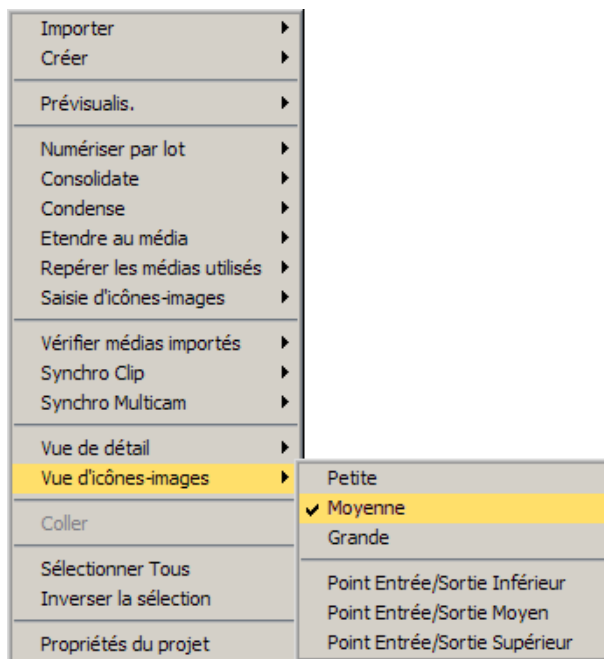 Importer
Créer
Prévisualis.
Numériser par lot
Consolidate
Condense
Etendre au média
Repérer les médias utilisés
Saisie d'icônes-images
Vérifier médias importés
Synchro Clip
Synchro Multicam
Vue de détail
Vue d'icônes-images
Coller
Sélectionner Tous
Inverser la sélection
Propriétés du projet
Petite
Moyenne
Grande
Point Entrée/Sortie Inférieur
Point Entrée/Sortie Moyen
Point Entrée/Sortie Supérieur